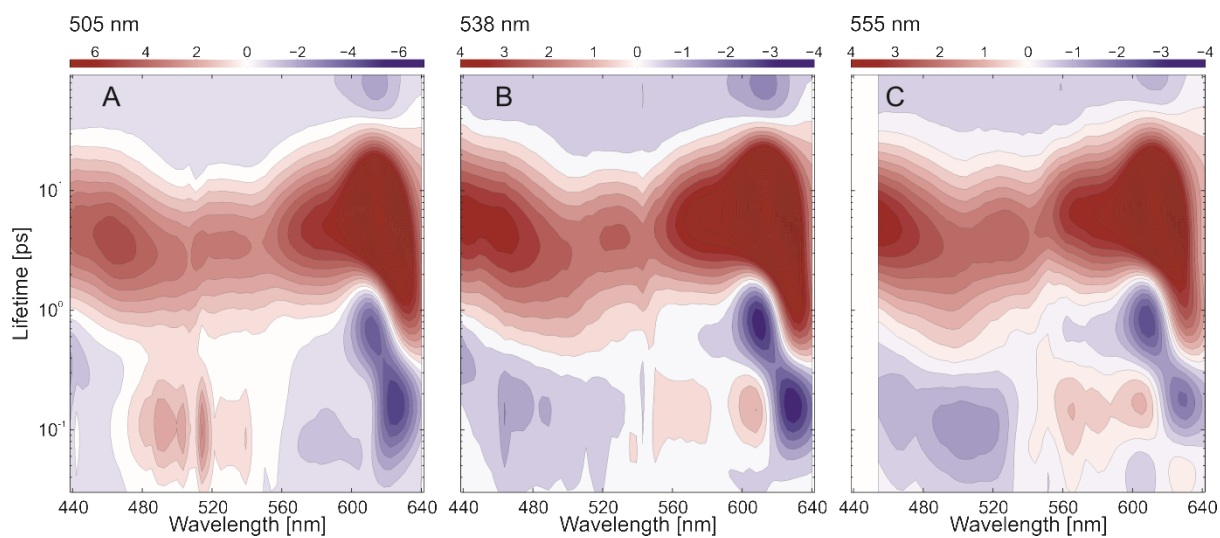 505 nm 538 nm 555 nm
6 4 2 0 −2 −4 −6 4 3 2 1 0 −1 −2 −3 −4 4 3 2 1 0 −1 −2 −3 −4
A B C
10¹
10⁰
10⁻¹
Lifetime [ps]
440 480 520 560 600 640 440 480 520 560 600 640 440 480 520 560 600 640
Wavelength [nm] Wavelength [nm] Wavelength [nm]